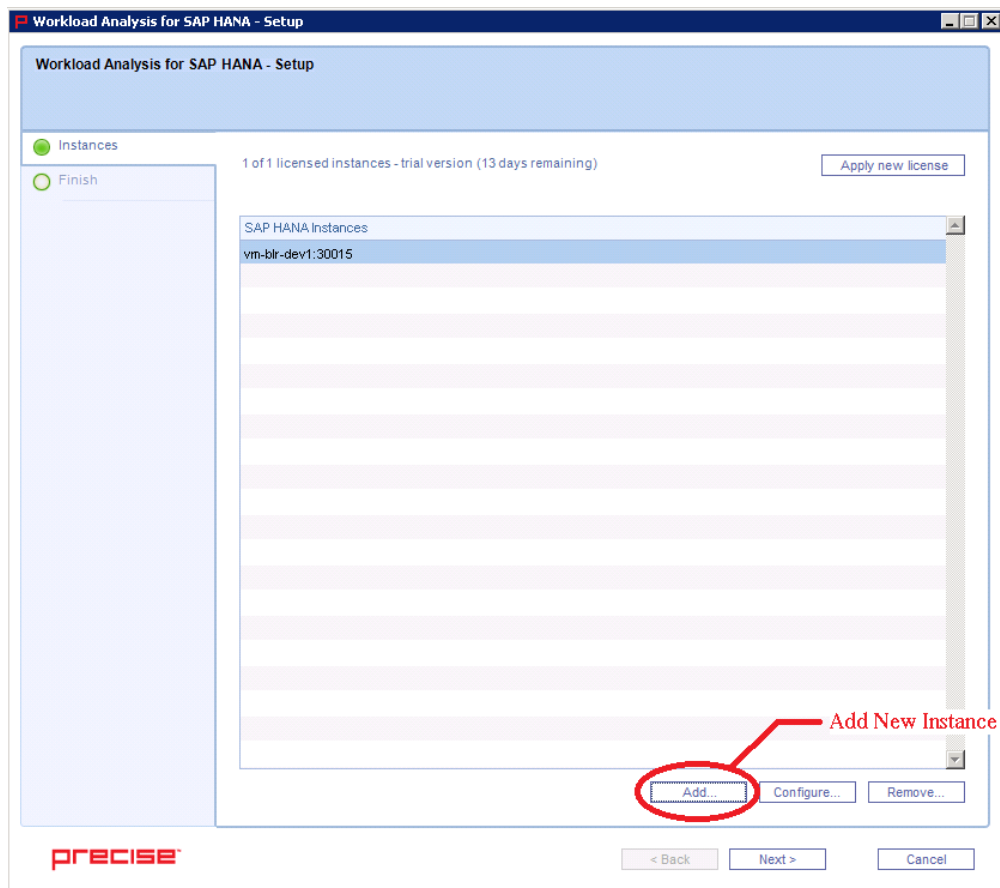 Workload Analysis for SAP HANA - Setup
Workload Analysis for SAP HANA - Setup
Instances
Finish
1 of 1 licensed instances - trial version (13 days remaining)
Apply new license
SAP HANA Instances
vm-blr-dev1:30015
Add New Instance
Add...
Configure...
Remove...
precise
< Back
Next >
Cancel